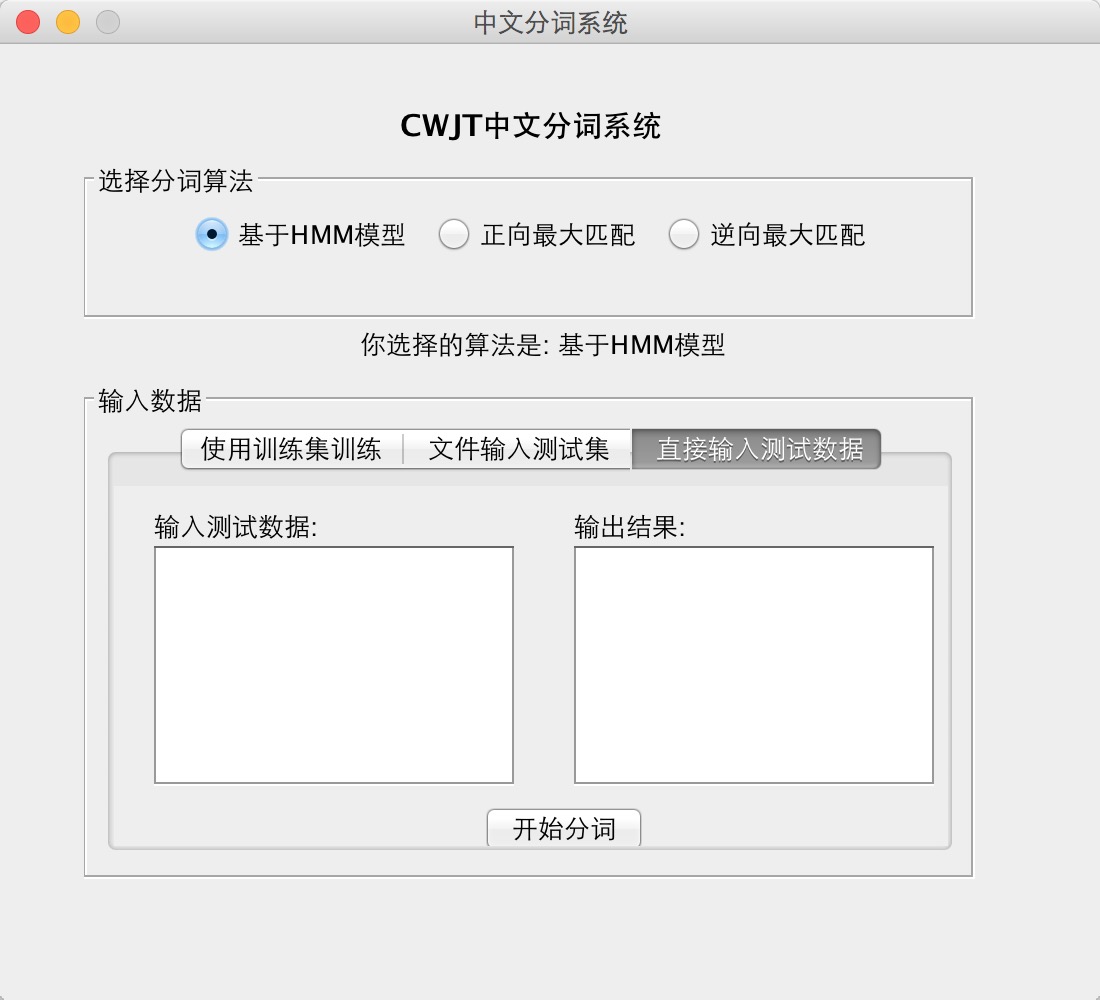 中文分词系统
CWJT中文分词系统
选择分词算法
基于HMM模型 正向最大匹配 逆向最大匹配
你选择的算法是: 基于HMM模型
输入数据
使用训练集训练 文件输入测试集 直接输入测试数据
输入测试数据: 输出结果:
开始分词